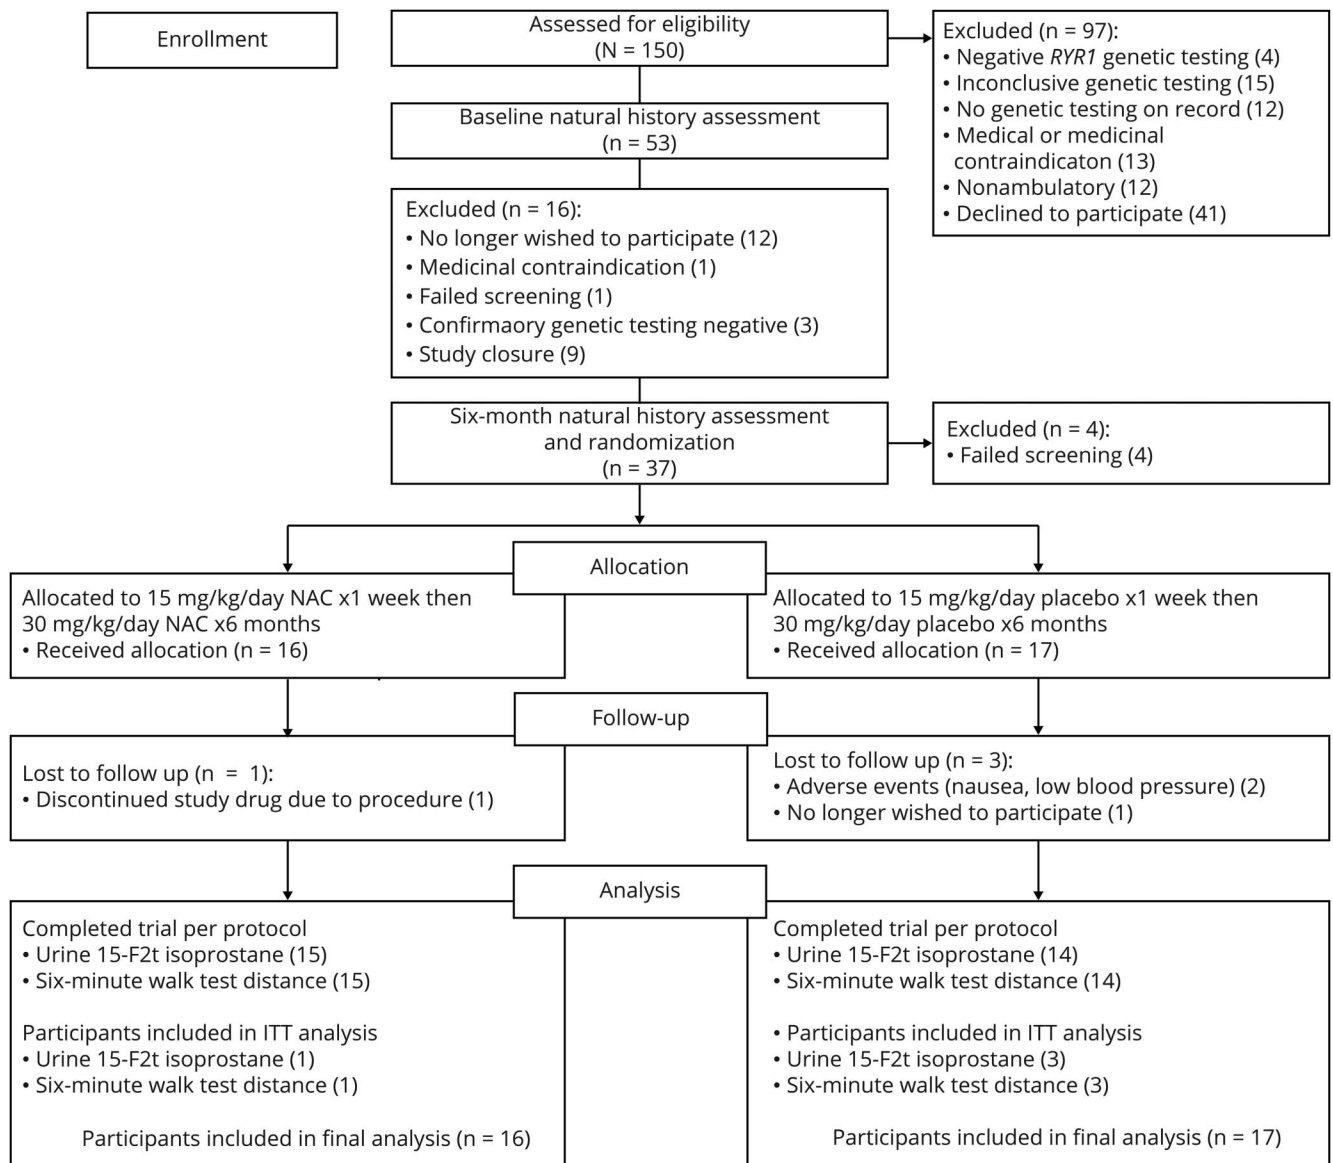 Enrollment
Assessed for eligibility
(N = 150)
Excluded (n = 97):
• Negative RYR1 genetic testing (4)
• Inconclusive genetic testing (15)
• No genetic testing on record (12)
• Medical or medicinal
contraindicaton (13)
• Nonambulatory (12)
• Declined to participate (41)
Baseline natural history assessment
(n = 53)
Excluded (n = 16):
• No longer wished to participate (12)
• Medicinal contraindication (1)
• Failed screening (1)
• Confirmaory genetic testing negative (3)
• Study closure (9)
Six-month natural history assessment
and randomization
(n = 37)
Excluded (n = 4):
• Failed screening (4)
Allocation
Allocated to 15 mg/kg/day NAC x1 week then
30 mg/kg/day NAC x6 months
• Received allocation (n = 16)
Allocated to 15 mg/kg/day placebo x1 week then
30 mg/kg/day placebo x6 months
• Received allocation (n = 17)
Follow-up
Lost to follow up (n = 1):
• Discontinued study drug due to procedure (1)
Lost to follow up (n = 3):
• Adverse events (nausea, low blood pressure) (2)
• No longer wished to participate (1)
Analysis
Completed trial per protocol
• Urine 15-F2t isoprostane (15)
• Six-minute walk test distance (15)
Participants included in ITT analysis
• Urine 15-F2t isoprostane (1)
• Six-minute walk test distance (1)
Participants included in final analysis (n = 16)
Completed trial per protocol
• Urine 15-F2t isoprostane (14)
• Six-minute walk test distance (14)
• Participants included in ITT analysis
• Urine 15-F2t isoprostane (3)
• Six-minute walk test distance (3)
Participants included in final analysis (n = 17)